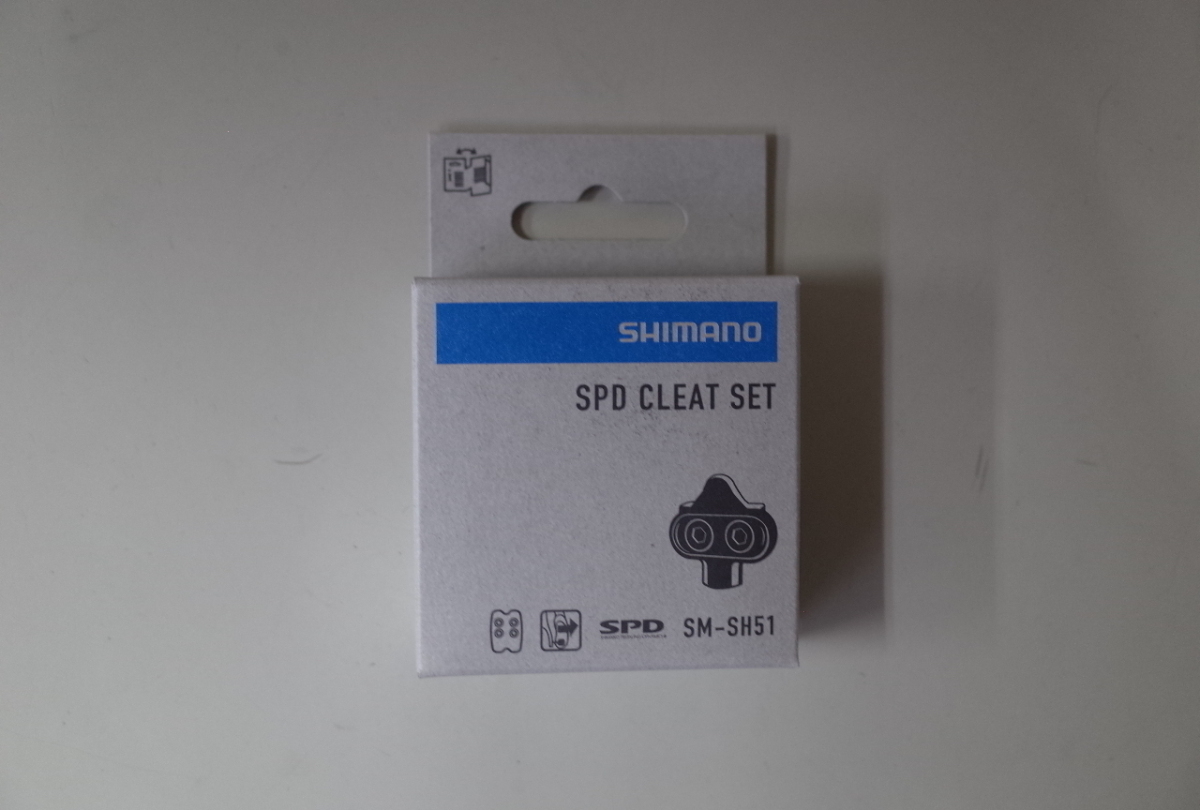 SHIMANO
SPD CLEAT SET
SPD SM-SH51